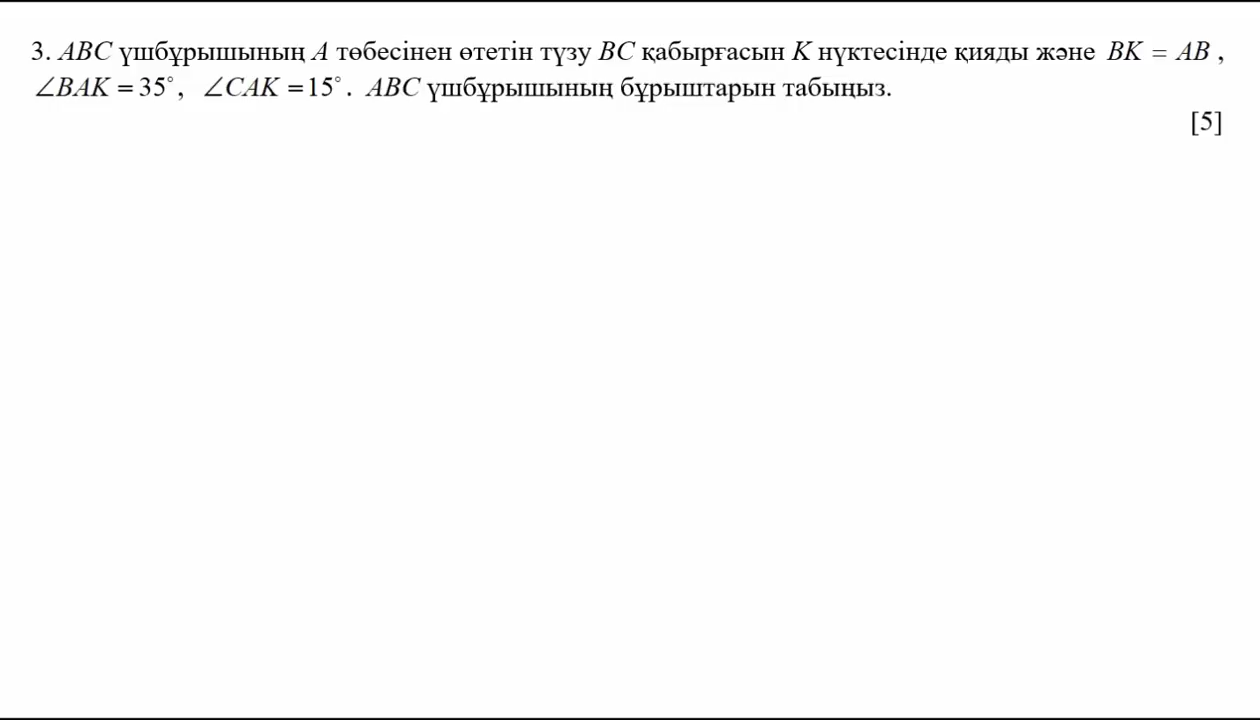 3. ABC үшбұрышының A төбесінен өтетін түзу BC қабырғасын K нүктесінде қияды және BK = AB ,
∠BAK = 35°, ∠CAK = 15°. ABC үшбұрышының бұрыштарын табыңыз.
[5]